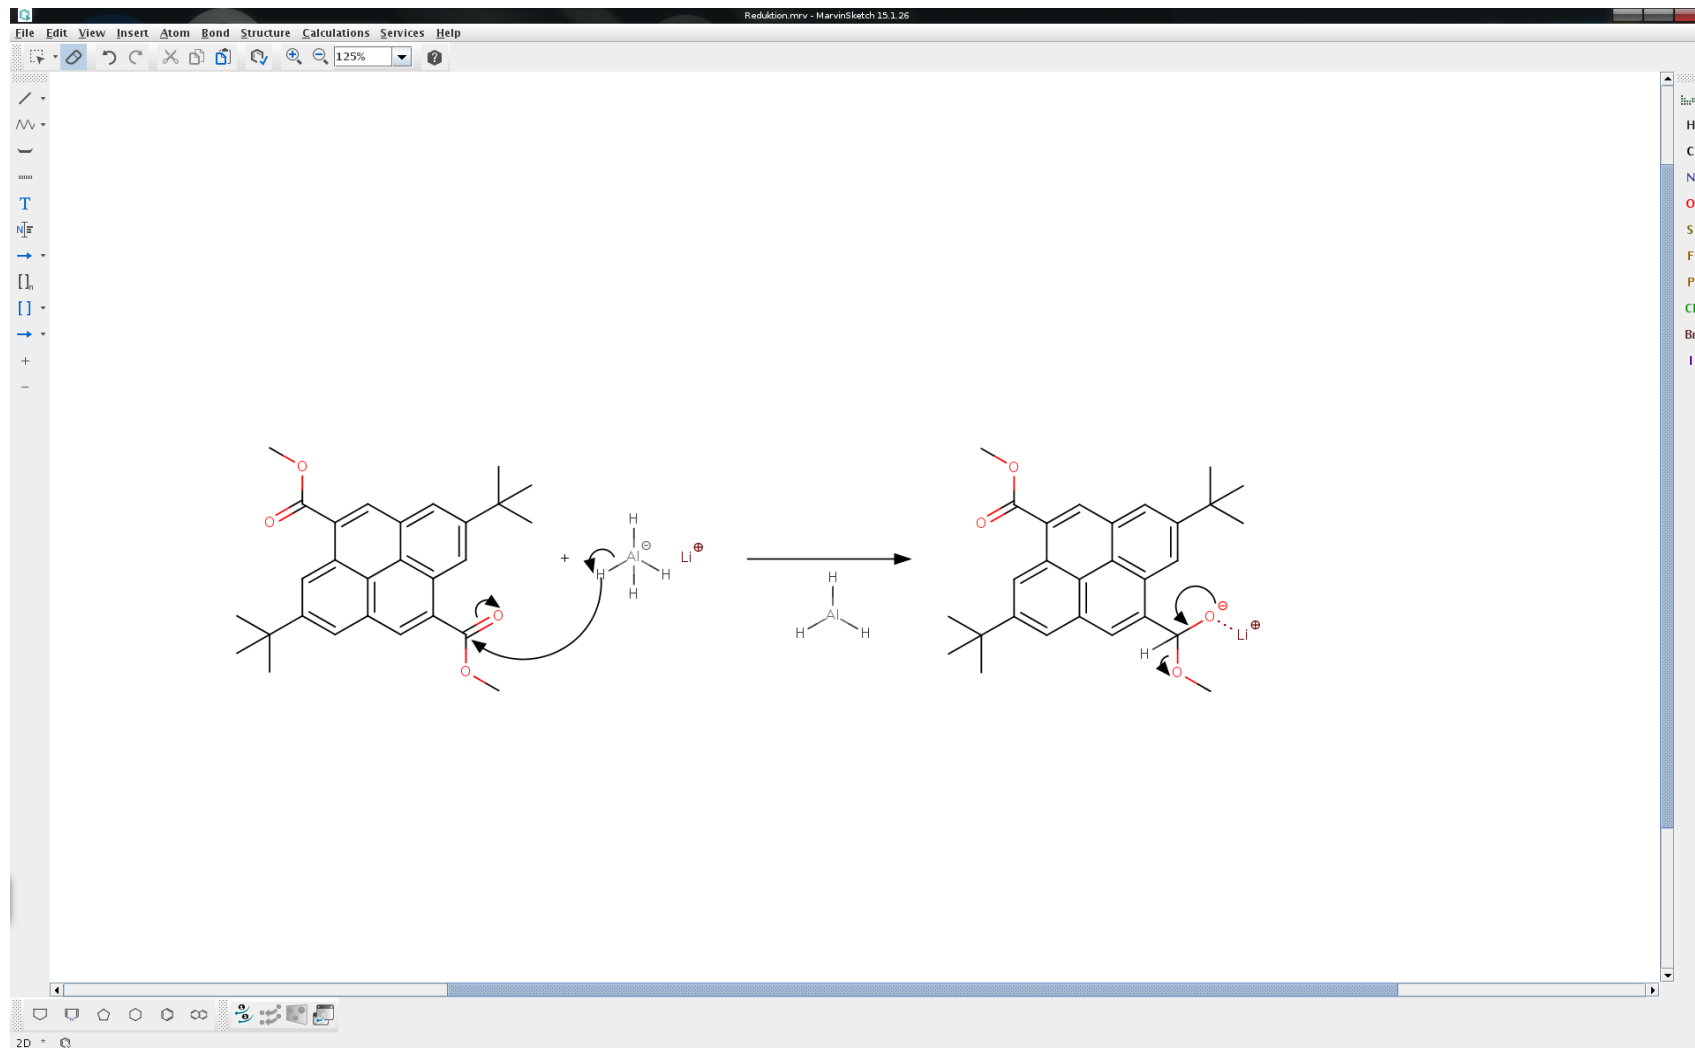 Reduktion.mrv - MarvinSketch 15.1.26
File Edit View Insert Atom Bond Structure Calculations Services Help
125%
H
C
N
O
S
F
P
Cl
Br
I
T
N
[ ]n
[ ]
O
O
O
O
+
H
Al ⊖
H
H
H
Li ⊕
H
Al
H
H
O
O
O ⊖
Li ⊕
H
O
2D *